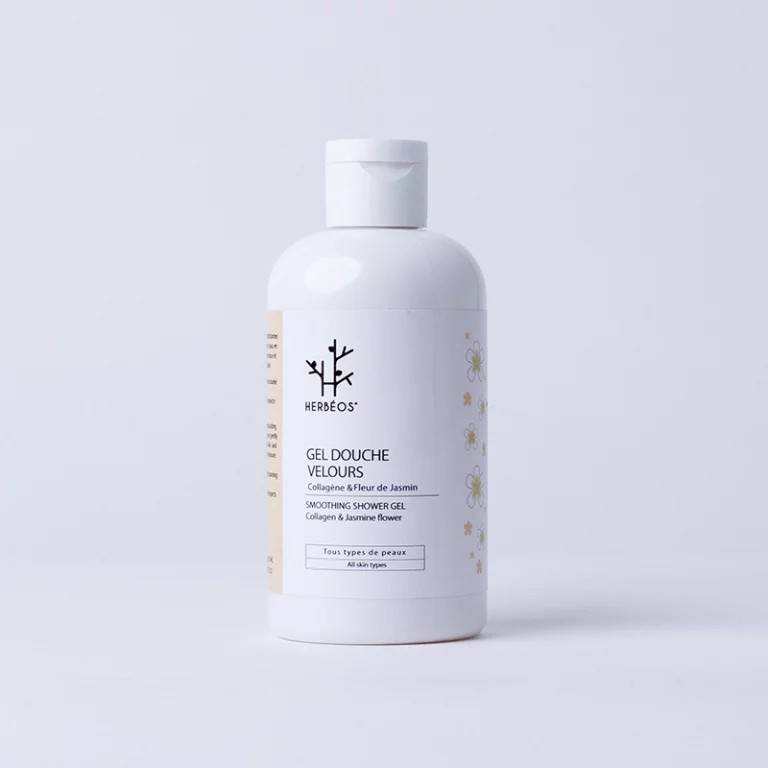 HERBÉOS
GEL DOUCHE
VELOURS
Collagène & Fleur de Jasmin
SMOOTHING SHOWER GEL
Collagen & Jasmine flower
Tous types de peaux
All skin types